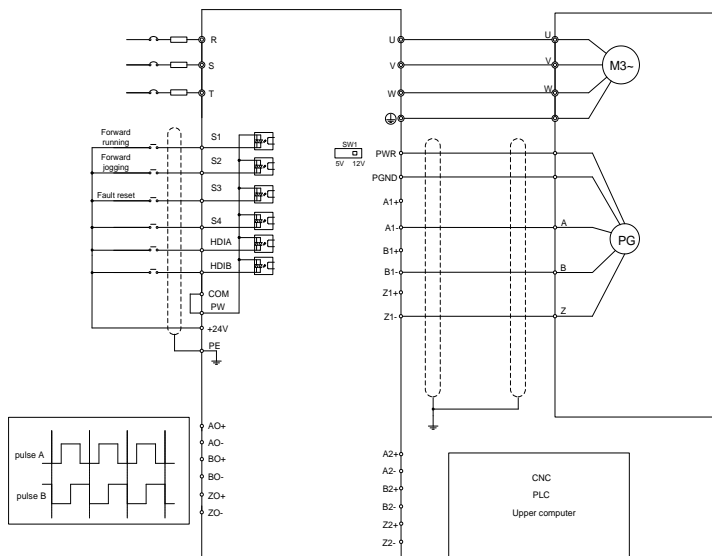 R
S
T
U
V
W
U
V
W
M3~
Forward
running
Forward
jogging
Fault reset
S1
S2
S3
S4
HDIA
HDIB
COM
PW
+24V
PE
SW1
5V 12V
PWR
PGND
A1+
A1-
B1+
B1-
Z1+
Z1-
A
B
Z
PG
pulse A
pulse B
AO+
AO-
BO+
BO-
ZO+
ZO-
A2+
A2-
B2+
B2-
Z2+
Z2-
CNC
PLC
Upper computer